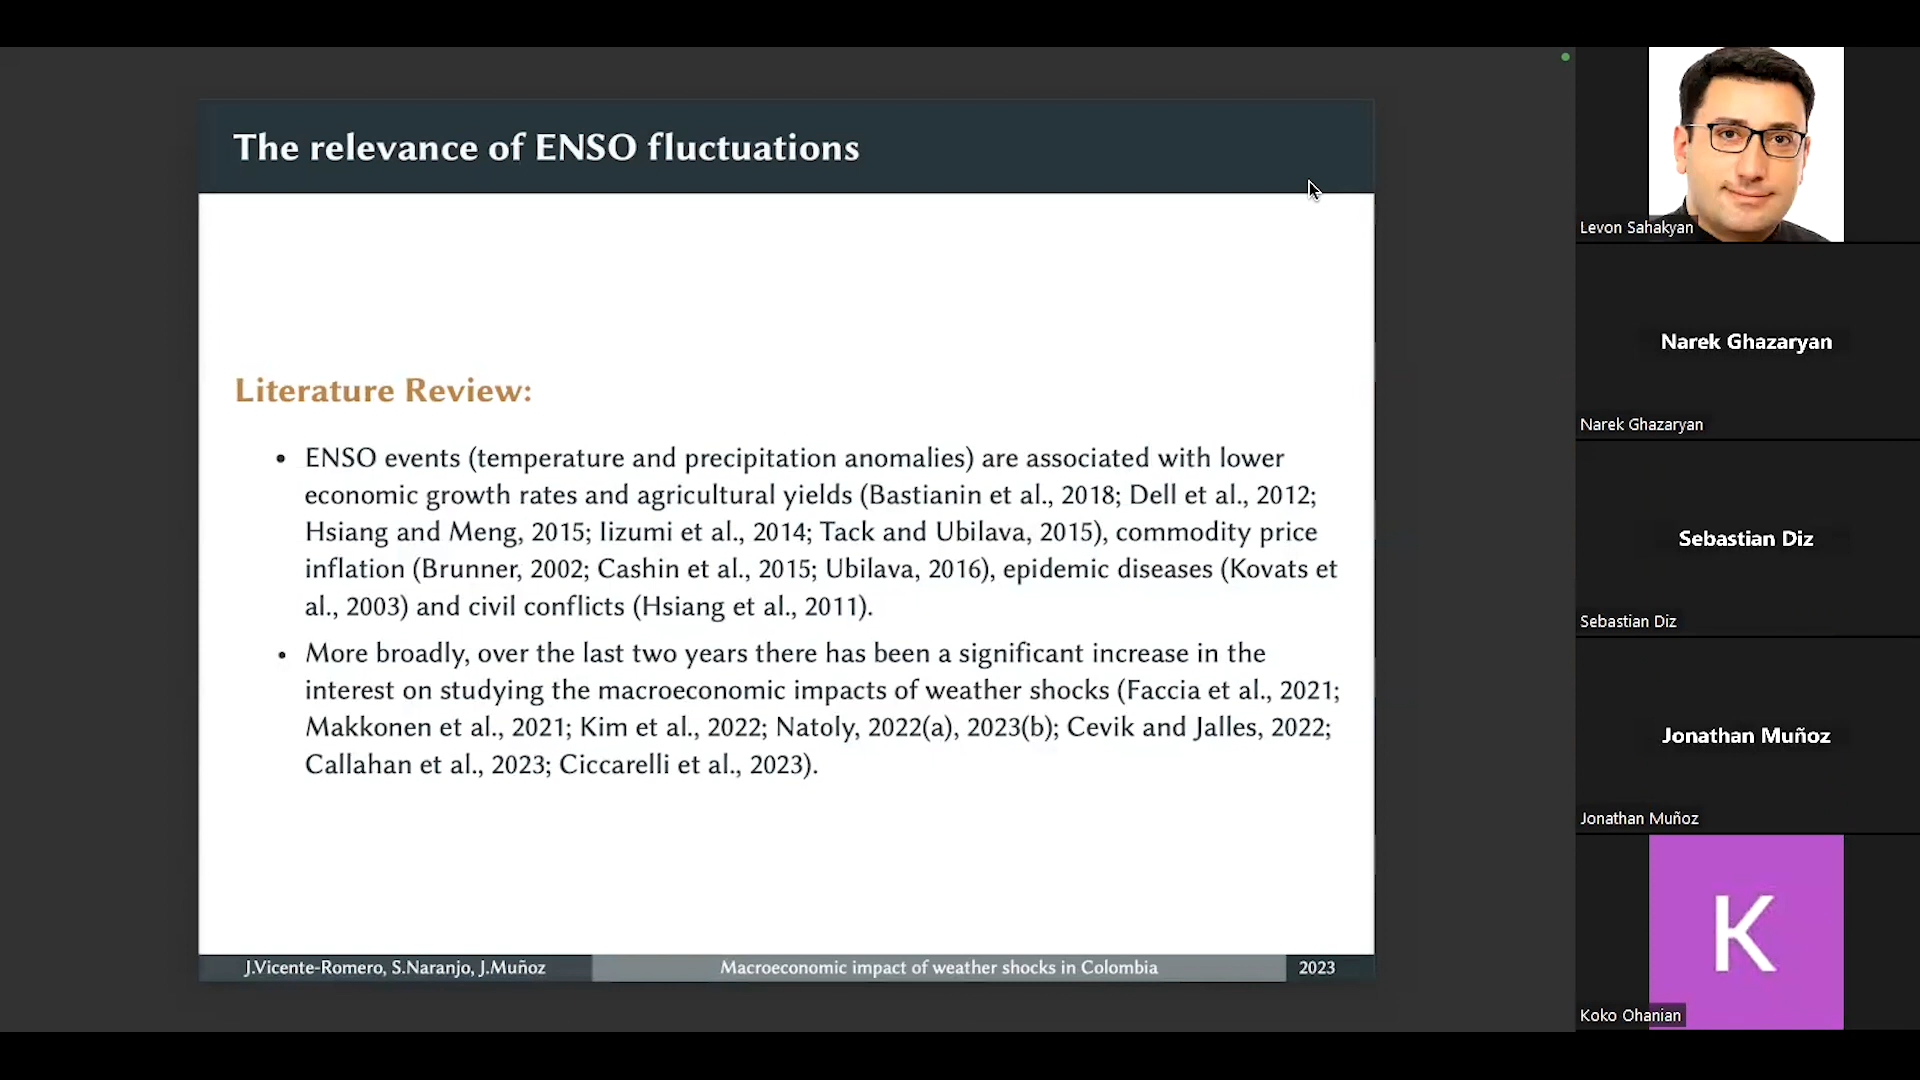 The relevance of ENSO fluctuations
Literature Review:
• ENSO events (temperature and precipitation anomalies) are associated with lower
economic growth rates and agricultural yields (Bastianin et al., 2018; Dell et al., 2012;
Hsiang and Meng, 2015; Iizumi et al., 2014; Tack and Ubilava, 2015), commodity price
inflation (Brunner, 2002; Cashin et al., 2015; Ubilava, 2016), epidemic diseases (Kovats et
al., 2003) and civil conflicts (Hsiang et al., 2011).
• More broadly, over the last two years there has been a significant increase in the
interest on studying the macroeconomic impacts of weather shocks (Faccia et al., 2021;
Makkonen et al., 2021; Kim et al., 2022; Natoly, 2022(a), 2023(b); Cevik and Jalles, 2022;
Callahan et al., 2023; Ciccarelli et al., 2023).
J.Vicente-Romero, S.Naranjo, J.Muñoz
Macroeconomic impact of weather shocks in Colombia
2023
Levon Sahakyan
Narek Ghazaryan
Narek Ghazaryan
Sebastian Diz
Sebastian Diz
Jonathan Muñoz
Jonathan Muñoz
K
Koko Ohanian